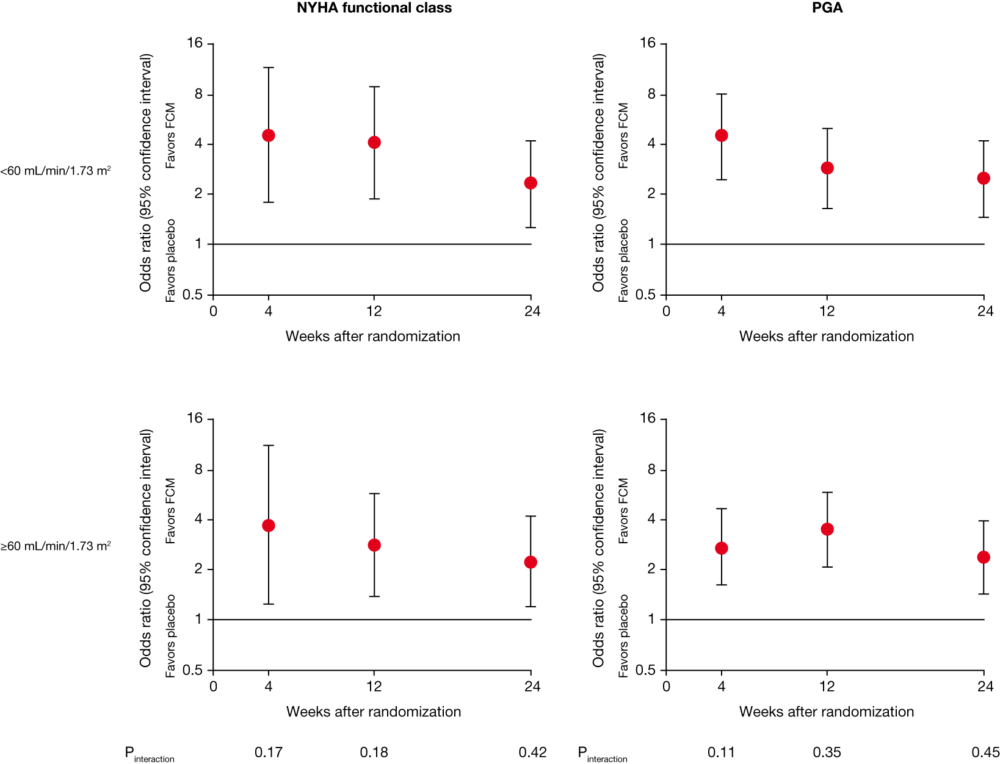 NYHA functional class
PGA
<60 mL/min/1.73 m²
Odds ratio (95% confidence interval)
Favors placebo
Favors FCM
16
8
4
2
1
0.5
0
4
12
24
Weeks after randomization
Odds ratio (95% confidence interval)
Favors placebo
Favors FCM
16
8
4
2
1
0.5
0
4
12
24
Weeks after randomization
≥60 mL/min/1.73 m²
Odds ratio (95% confidence interval)
Favors placebo
Favors FCM
16
8
4
2
1
0.5
0
4
12
24
Weeks after randomization
Odds ratio (95% confidence interval)
Favors placebo
Favors FCM
16
8
4
2
1
0.5
0
4
12
24
Weeks after randomization
Pinteraction 0.17 0.18 0.42
Pinteraction 0.11 0.35 0.45